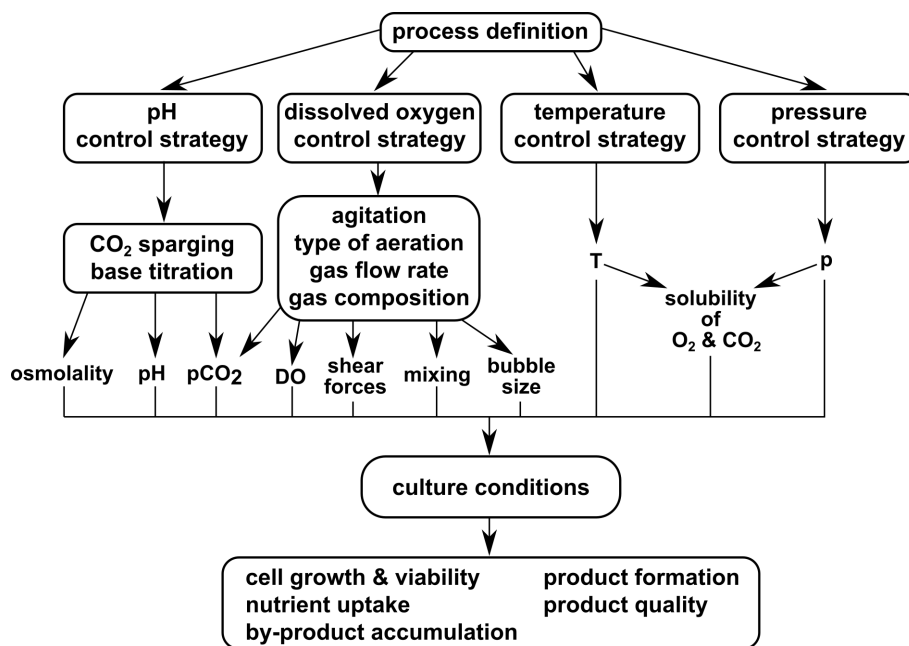 process definition
pH
control strategy
dissolved oxygen
control strategy
temperature
control strategy
pressure
control strategy
CO₂ sparging
base titration
agitation
type of aeration
gas flow rate
gas composition
T
p
solubility
of
O₂ & CO₂
osmolality
pH
pCO₂
DO
shear
forces
mixing
bubble
size
culture conditions
cell growth & viability
nutrient uptake
by-product accumulation
product formation
product quality